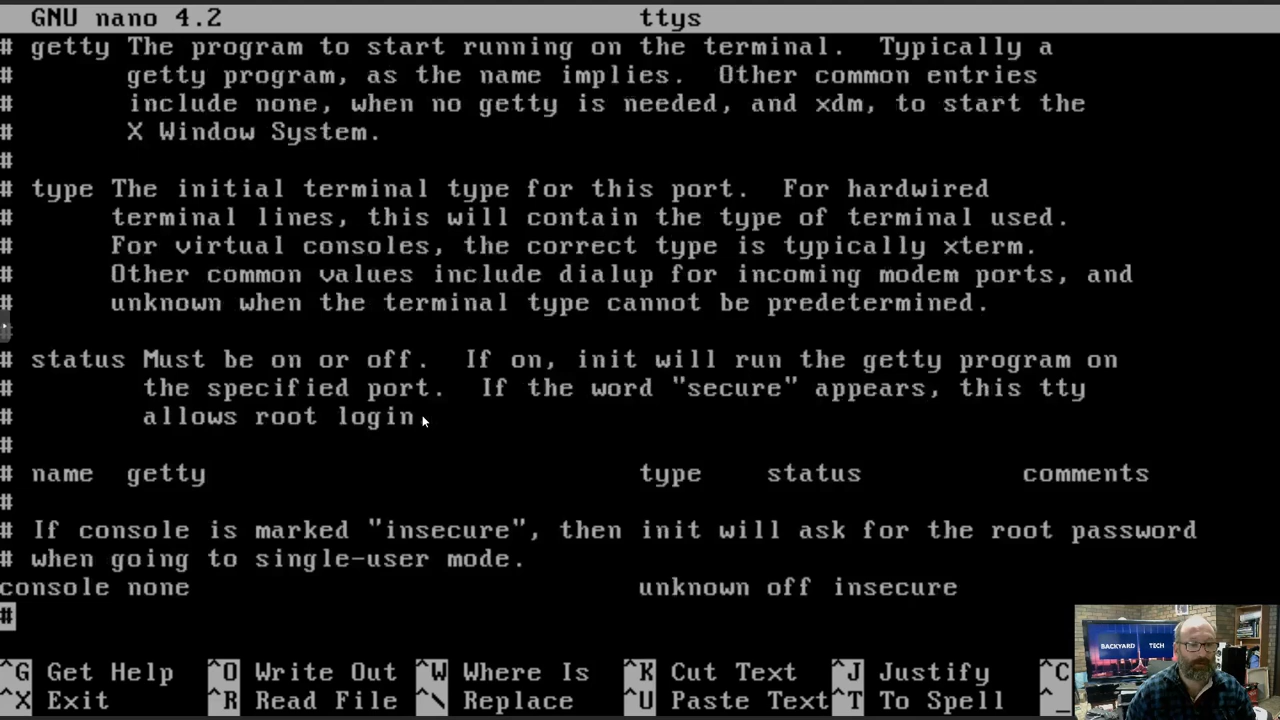 GNU nano 4.2 ttys
# getty The program to start running on the terminal. Typically a
# getty program, as the name implies. Other common entries
# include none, when no getty is needed, and xdm, to start the
# X Window System.
#
# type The initial terminal type for this port. For hardwired
# terminal lines, this will contain the type of terminal used.
# For virtual consoles, the correct type is typically xterm.
# Other common values include dialup for incoming modem ports, and
# unknown when the terminal type cannot be predetermined.
#
# status Must be on or off. If on, init will run the getty program on
# the specified port. If the word "secure" appears, this tty
# allows root login.
#
# name getty type status comments
#
# If console is marked "insecure", then init will ask for the root password
# when going to single-user mode.
console none unknown off insecure
#
^G Get Help ^O Write Out ^W Where Is ^K Cut Text ^J Justify ^C
^X Exit ^R Read File ^\ Replace ^U Paste Text ^T To Spell ^_
BACKYARD TECH